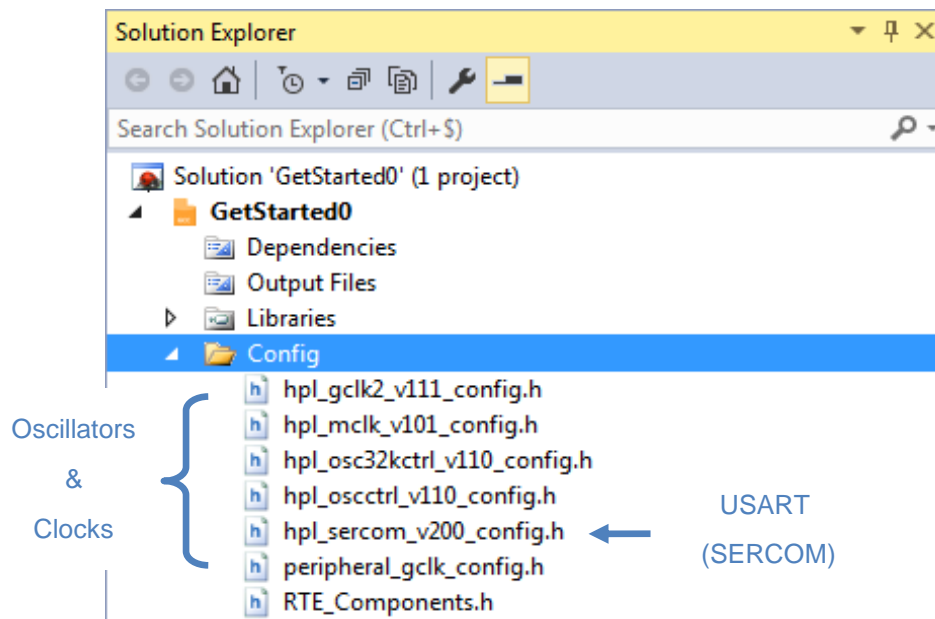 Solution Explorer
Search Solution Explorer (Ctrl+$)
Solution 'GetStarted0' (1 project)
GetStarted0
Dependencies
Output Files
Libraries
Config
hpl_gclk2_v111_config.h
hpl_mclk_v101_config.h
hpl_osc32kctrl_v110_config.h
hpl_oscctrl_v110_config.h
hpl_sercom_v200_config.h
peripheral_gclk_config.h
RTE_Components.h
Oscillators
&
Clocks
USART
(SERCOM)